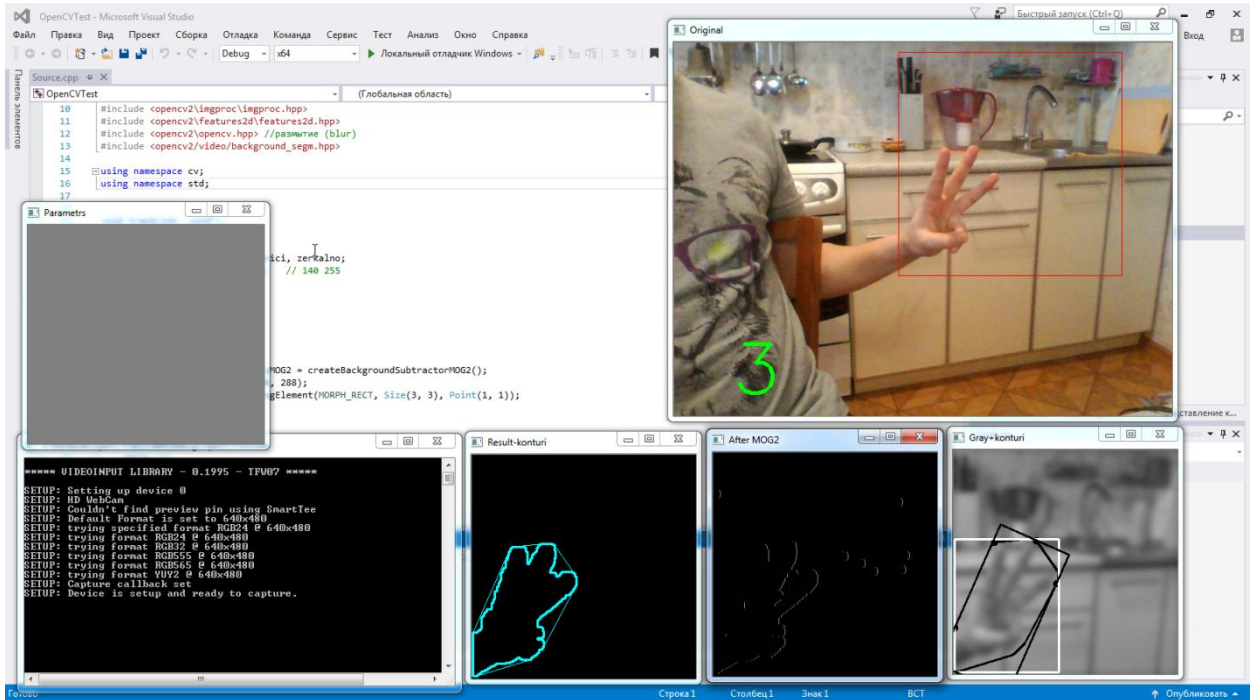 OpenCVTest - Microsoft Visual Studio
Быстрый запуск (Ctrl+Q)
Файл Правка Вид Проект Сборка Отладка Команда Сервис Тест Анализ Окно Справка
Вход
Debug x64 Локальный отладчик Windows
Панель элементов
Source.cpp
OpenCVTest (Глобальная область)
10 #include <opencv2\imgproc\imgproc.hpp>
11 #include <opencv2\features2d\features2d.hpp>
12 #include <opencv2\opencv.hpp> //размытие (blur)
13 #include <opencv2/video/background_segm.hpp>
14
15 using namespace cv;
16 using namespace std;
17
ici, zerkalno;
// 140 255
MOG2 = createBackgroundSubtractorMOG2();
, 288);
gElement(MORPH_RECT, Size(3, 3), Point(1, 1));
Parametrs
Original
3
ставление к...
***** VIDEOINPUT LIBRARY - 0.1995 - TFW07 *****
SETUP: Setting up device 0
SETUP: HD WebCam
SETUP: Couldn't find preview pin using SmartTee
SETUP: Default Format is set to 640x480
SETUP: trying specified format RGB24 @ 640x480
SETUP: trying format RGB24 @ 640x480
SETUP: trying format RGB32 @ 640x480
SETUP: trying format RGB555 @ 640x480
SETUP: trying format RGB565 @ 640x480
SETUP: trying format YUY2 @ 640x480
SETUP: Capture callback set
SETUP: Device is setup and ready to capture.
Result-konturi
After MOG2
Gray+konturi
Готово
Строка 1 Столбец 1 Знак 1 ВСТ
Опубликовать